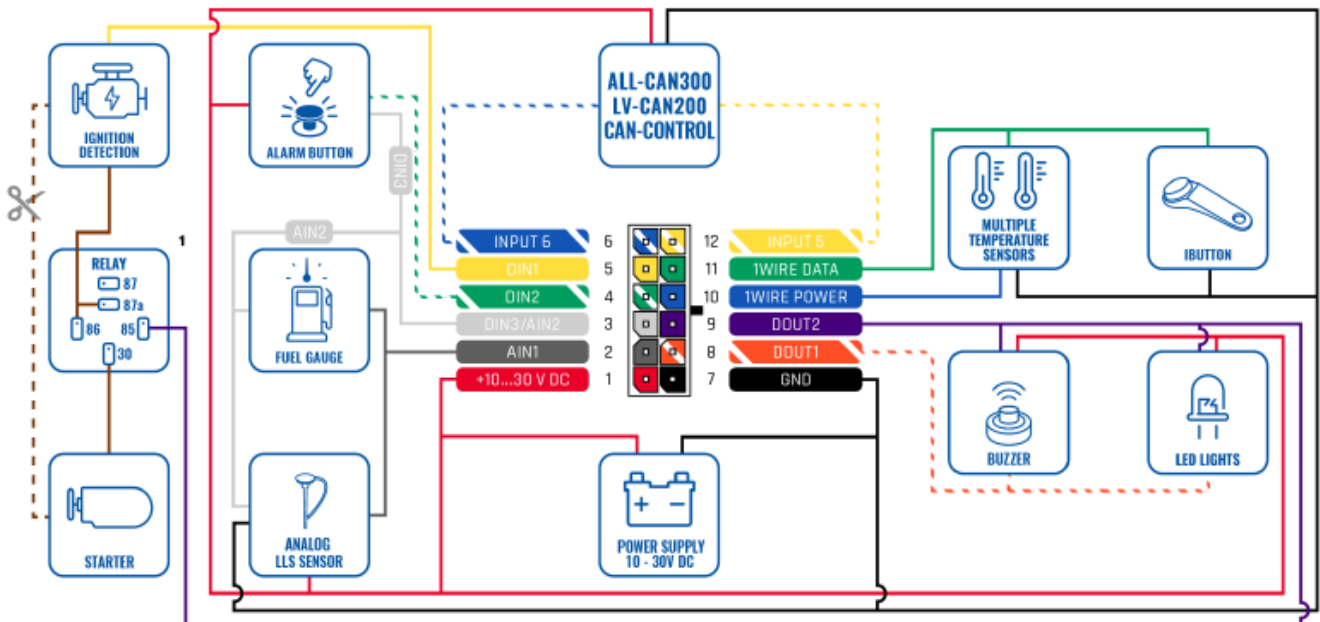 IGNITION
DETECTION
ALARM BUTTON
ALL-CAN300
LV-CAN200
CAN-CONTROL
DIN3
AIN2
1
RELAY
87
87a
86
85
30
FUEL GAUGE
STARTER
ANALOG
LLS SENSOR
INPUT 6
6
12
INPUT 5
DIN1
5
11
1WIRE DATA
DIN2
4
10
1WIRE POWER
DIN3/AIN2
3
9
DOUT2
AIN1
2
8
DOUT1
+10...30 V DC
1
7
GND
POWER SUPPLY
10 - 30V DC
MULTIPLE
TEMPERATURE
SENSORS
IBUTTON
BUZZER
LED LIGHTS